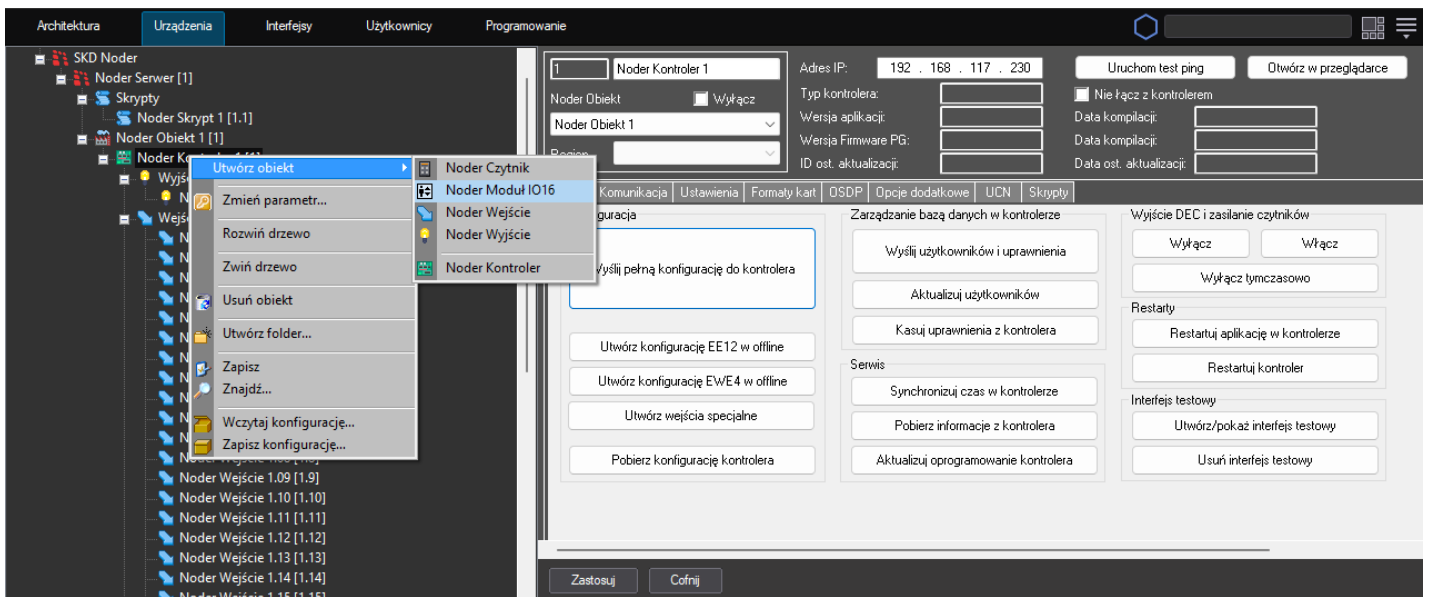 Architektura Urządzenia Interfejsy Użytkownicy Programowanie
SKD Noder
Noder Serwer [1]
Skrypty
Noder Skrypt 1 [1.1]
Noder Obiekt 1 [1]
Utwórz obiekt
Zmień parametr...
Rozwiń drzewo
Zwiń drzewo
Usuń obiekt
Utwórz folder...
Zapisz
Znajdź...
Wczytaj konfigurację...
Zapisz konfigurację...
Noder Czytnik
Noder Moduł IO16
Noder Wejście
Noder Wyjście
Noder Kontroler
Noder Wejście 1.09 [1.9]
Noder Wejście 1.10 [1.10]
Noder Wejście 1.11 [1.11]
Noder Wejście 1.12 [1.12]
Noder Wejście 1.13 [1.13]
Noder Wejście 1.14 [1.14]
Noder Wejście 1.15 [1.15]
1 Noder Kontroler 1
Noder Obiekt Wyłącz
Noder Obiekt 1
Region
Adres IP: 192 . 168 . 117 . 230
Typ kontrolera:
Wersja aplikacji:
Wersja Firmware PG:
ID ost. aktualizacji:
Uruchom test ping Otwórz w przeglądarce
Nie łącz z kontrolerem
Data kompilacji:
Data kompilacji:
Data ost. aktualizacji:
Komunikacja Ustawienia Formaty kart OSDP Opcje dodatkowe UCN Skrypty
Wyślij pełną konfigurację do kontrolera
Utwórz konfigurację EE12 w offline
Utwórz konfigurację EWE4 w offline
Utwórz wejścia specjalne
Pobierz konfigurację kontrolera
Zarządzanie bazą danych w kontrolerze
Wyślij użytkowników i uprawnienia
Aktualizuj użytkowników
Kasuj uprawnienia z kontrolera
Serwis
Synchronizuj czas w kontrolerze
Pobierz informacje z kontrolera
Aktualizuj oprogramowanie kontrolera
Wyjście DEC i zasilanie czytników
Wyłącz Włącz
Wyłącz tymczasowo
Restarty
Restartuj aplikację w kontrolerze
Restartuj kontroler
Interfejs testowy
Utwórz/pokaż interfejs testowy
Usuń interfejs testowy
Zastosuj Cofnij